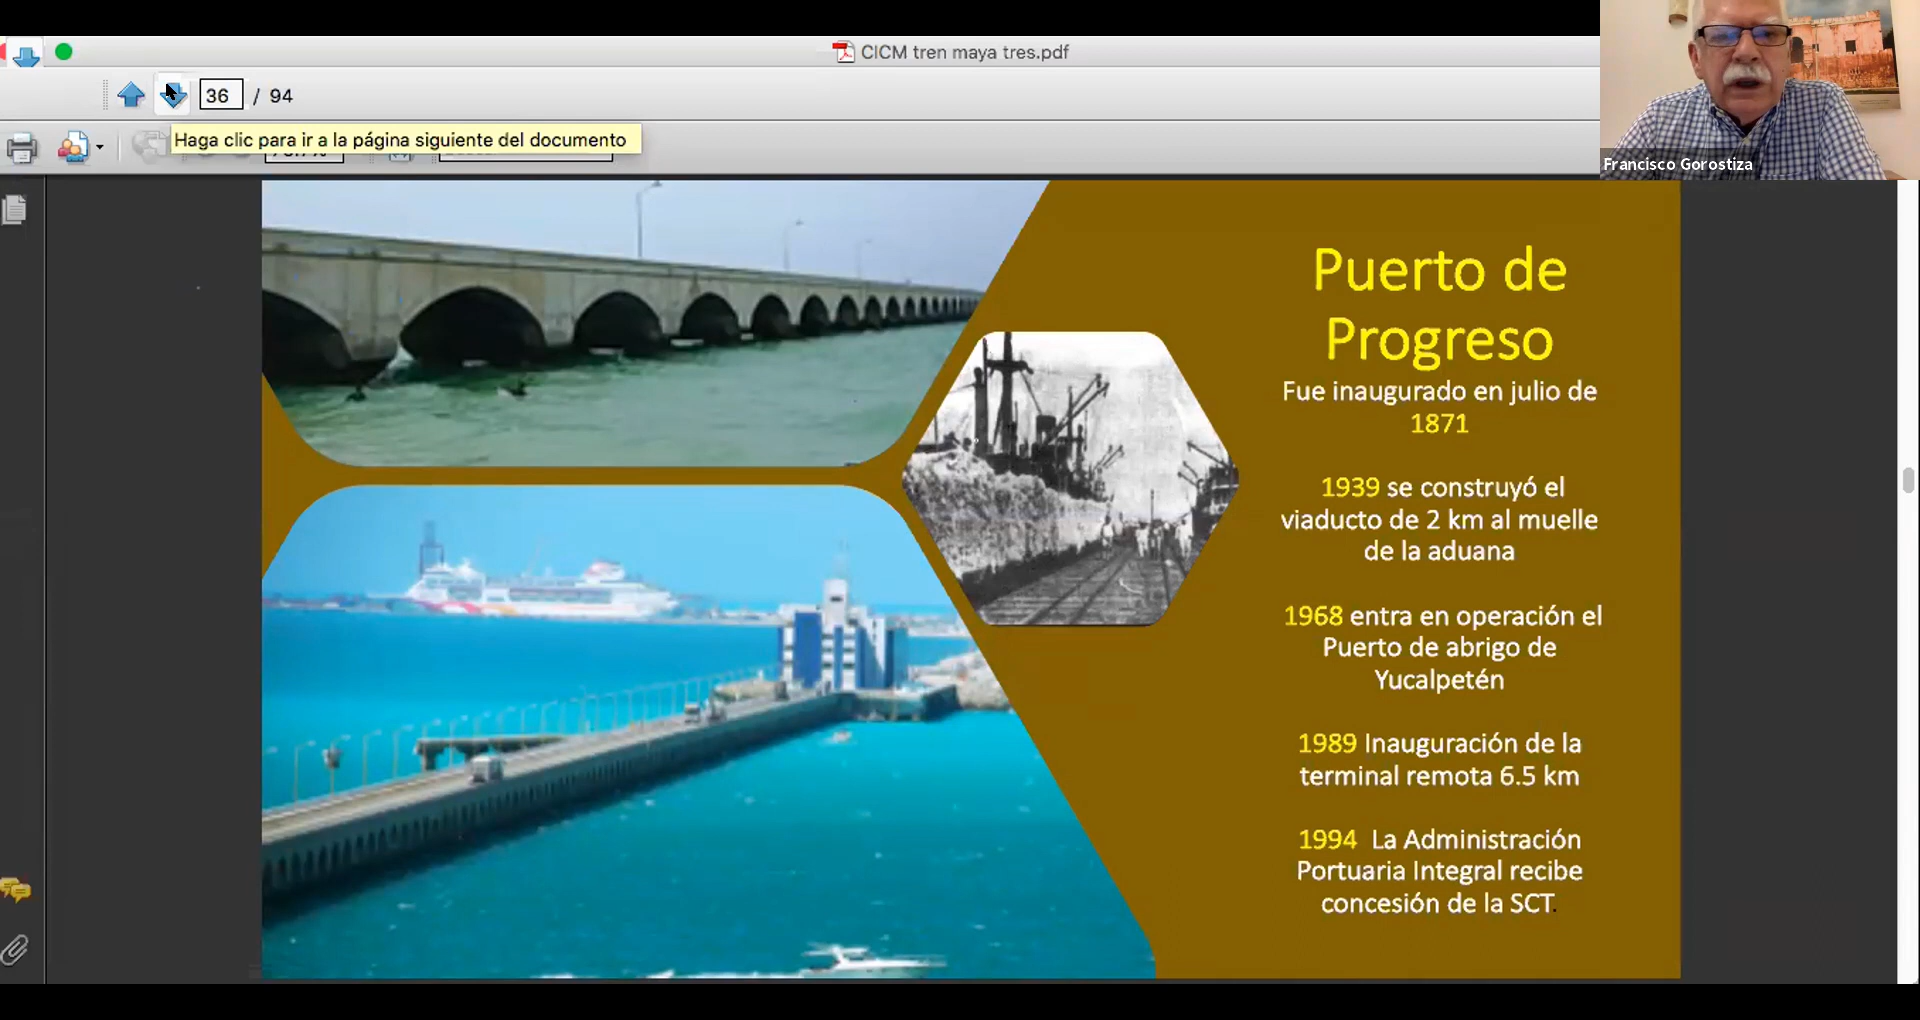 CICM tren maya tres.pdf
36 / 94
Haga clic para ir a la página siguiente del documento
Francisco Gorostiza
Puerto de
Progreso
Fue inaugurado en julio de
1871
1939 se construyó el
viaducto de 2 km al muelle
de la aduana
1968 entra en operación el
Puerto de abrigo de
Yucalpetén
1989 Inauguración de la
terminal remota 6.5 km
1994 La Administración
Portuaria Integral recibe
concesión de la SCT.